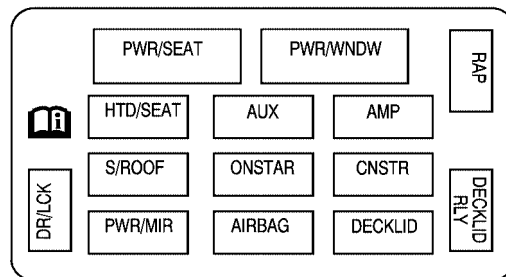 PWR/SEAT
PWR/WNDW
RAP
HTD/SEAT
AUX
AMP
S/ROOF
ONSTAR
CNSTR
DR/LCK
PWR/MIR
AIRBAG
DECKLID
DECKLID
RLY